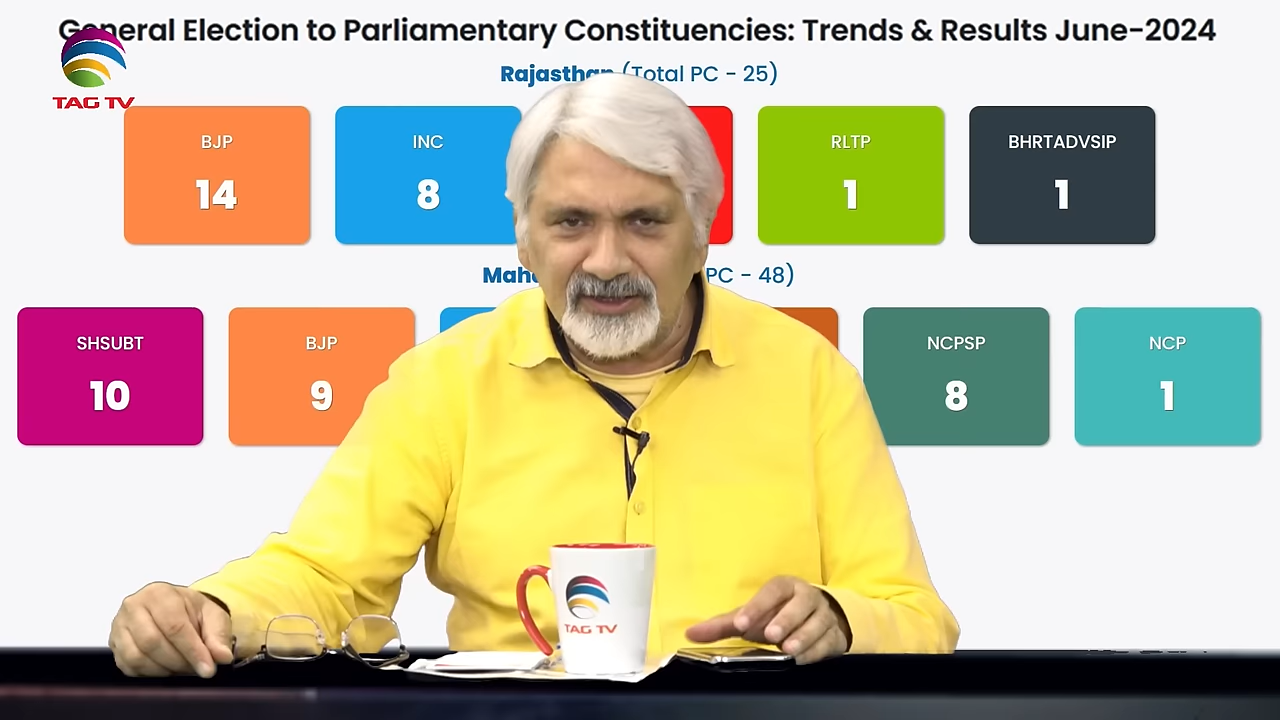 General Election to Parliamentary Constituencies: Trends & Results June-2024
TAG TV
Rajasthan (Total PC - 25)
BJP
14
INC
8
RLTP
1
BHRTADVSIP
1
PC - 48)
SHSUBT
10
BJP
9
NCPSP
8
NCP
1
TAG TV